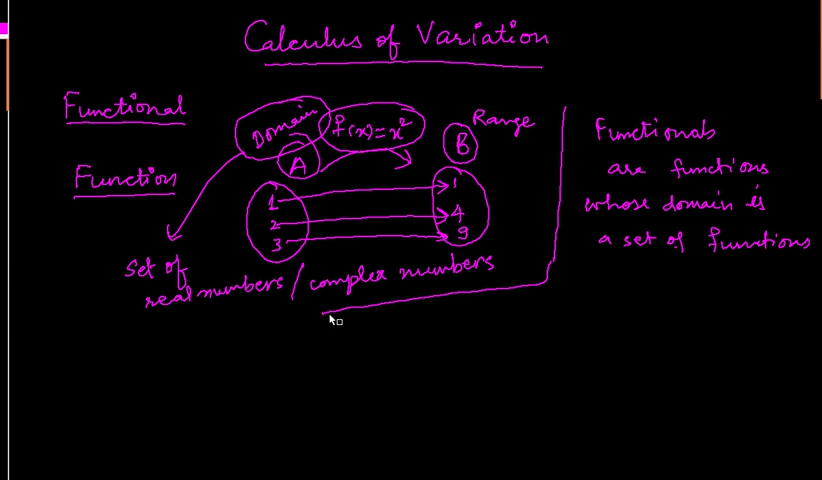 Calculus of Variation
Functional
Function
Domain
f(x)=x²
A
B
Range
1
2
3
1
4
9
set of
real numbers / complex numbers
Functionals
are functions
whose domain is
a set of functions